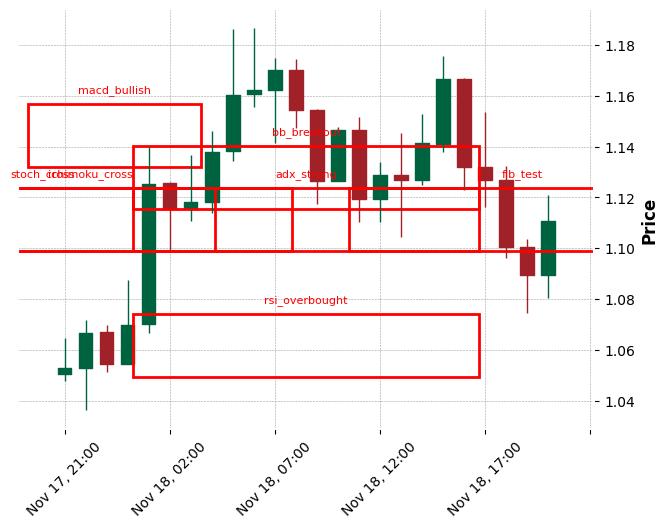 1.18
macd_bullish
1.16
bb_breakout
1.14
stoch_cross
ichimoku_cross
adx_strong
fib_test
1.12
Price
1.10
rsi_overbought
1.08
1.06
1.04
Nov 17, 21:00
Nov 18, 02:00
Nov 18, 07:00
Nov 18, 12:00
Nov 18, 17:00